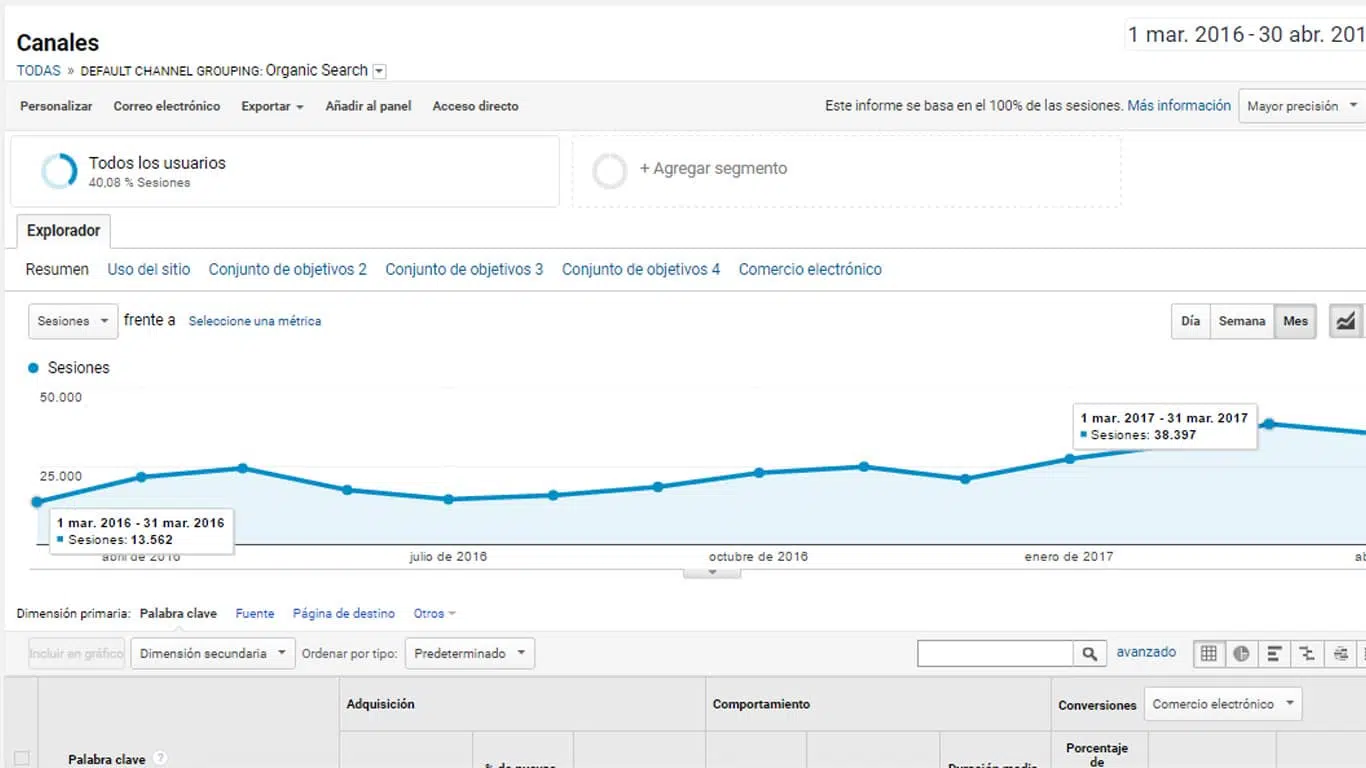 Canales
1 mar. 2016 - 30 abr. 201
TODAS » DEFAULT CHANNEL GROUPING: Organic Search
Personalizar Correo electrónico Exportar Añadir al panel Acceso directo
Este informe se basa en el 100% de las sesiones. Más información Mayor precisión
Todos los usuarios
40,08 % Sesiones
+ Agregar segmento
Explorador
Resumen Uso del sitio Conjunto de objetivos 2 Conjunto de objetivos 3 Conjunto de objetivos 4 Comercio electrónico
Sesiones frente a Seleccione una métrica
Día Semana Mes
Sesiones
50.000
1 mar. 2017 - 31 mar. 2017
Sesiones: 38.397
25.000
1 mar. 2016 - 31 mar. 2016
Sesiones: 13.562
abril de 2016 julio de 2016 octubre de 2016 enero de 2017 ab
Dimensión primaria: Palabra clave Fuente Página de destino Otros
Incluir en gráfico Dimensión secundaria Ordenar por tipo: Predeterminado
avanzado
Adquisición Comportamiento Conversiones Comercio electrónico
Palabra clave ?
% de nuevas
Duración media
Porcentaje
de